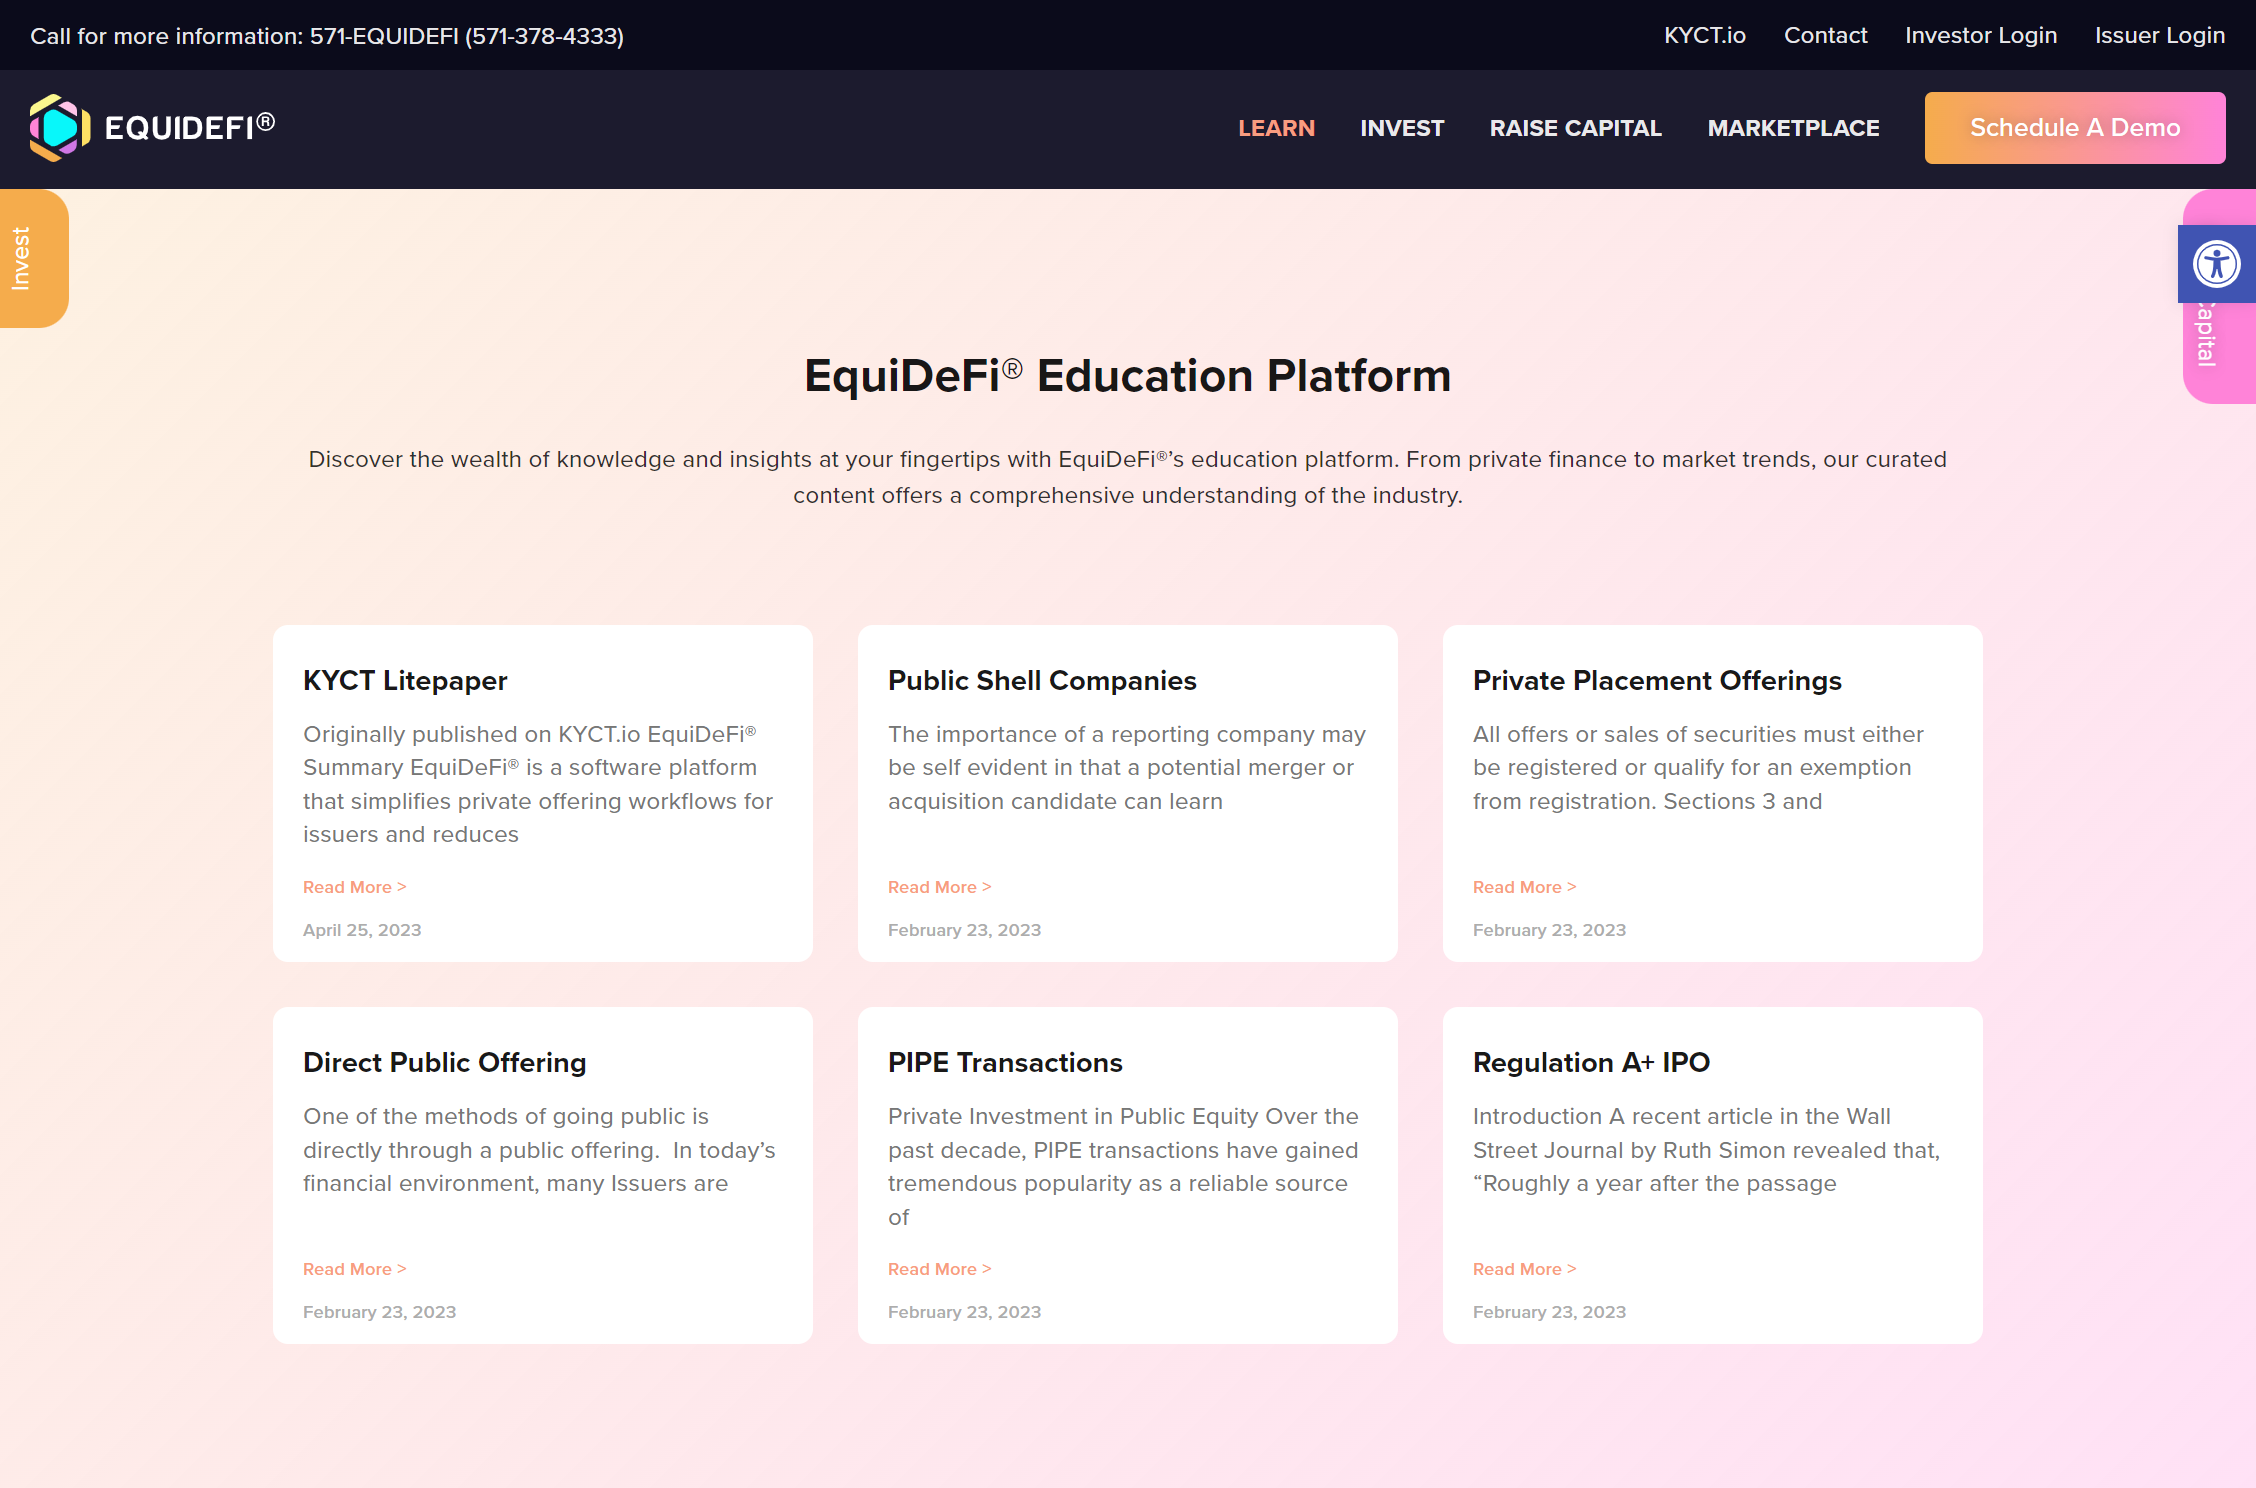 Call for more information: 571-EQUIDEFI (571-378-4333)
KYCT.io Contact Investor Login Issuer Login
EQUIDEFI®
LEARN INVEST RAISE CAPITAL MARKETPLACE Schedule A Demo
Invest
Capital
EquiDeFi® Education Platform
Discover the wealth of knowledge and insights at your fingertips with EquiDeFi®’s education platform. From private finance to market trends, our curated
content offers a comprehensive understanding of the industry.
KYCT Litepaper
Originally published on KYCT.io EquiDeFi®
Summary EquiDeFi® is a software platform
that simplifies private offering workflows for
issuers and reduces
Read More >
April 25, 2023
Public Shell Companies
The importance of a reporting company may
be self evident in that a potential merger or
acquisition candidate can learn
Read More >
February 23, 2023
Private Placement Offerings
All offers or sales of securities must either
be registered or qualify for an exemption
from registration. Sections 3 and
Read More >
February 23, 2023
Direct Public Offering
One of the methods of going public is
directly through a public offering.  In today’s
financial environment, many Issuers are
Read More >
February 23, 2023
PIPE Transactions
Private Investment in Public Equity Over the
past decade, PIPE transactions have gained
tremendous popularity as a reliable source
of
Read More >
February 23, 2023
Regulation A+ IPO
Introduction A recent article in the Wall
Street Journal by Ruth Simon revealed that,
“Roughly a year after the passage
Read More >
February 23, 2023